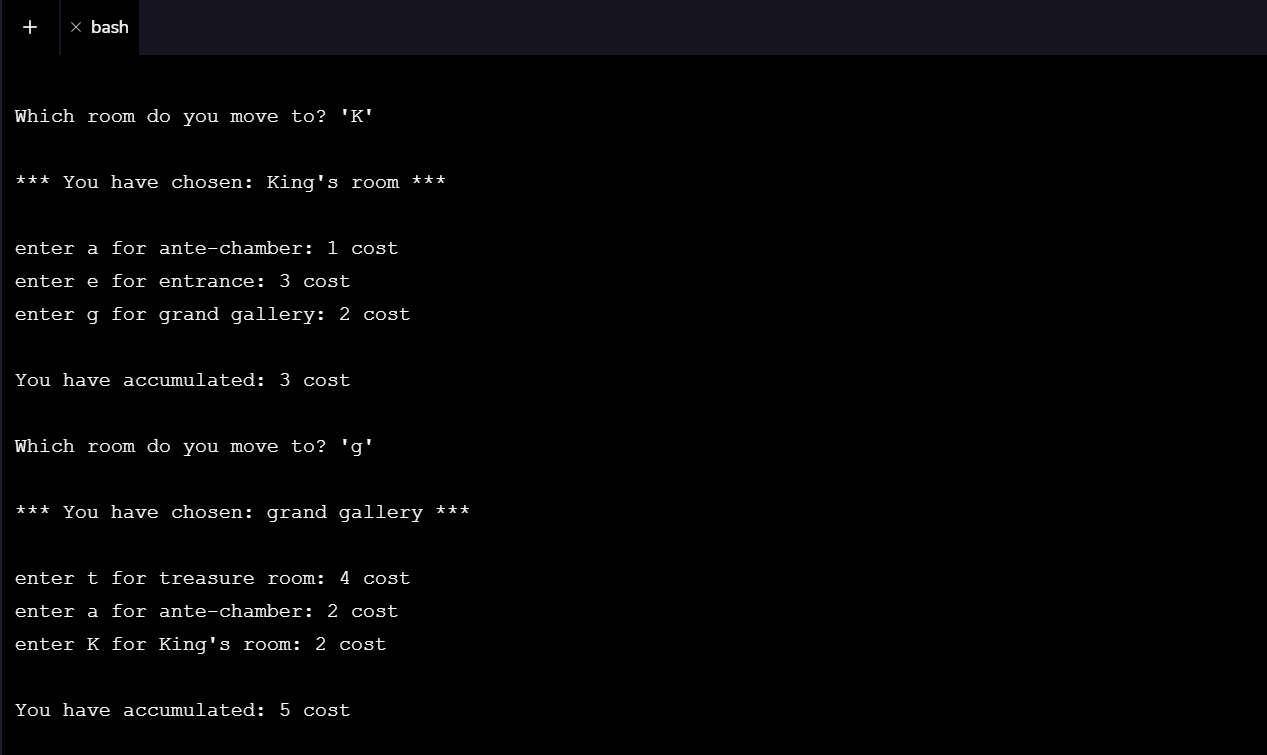 + × bash
Which room do you move to? 'K'
*** You have chosen: King's room ***
enter a for ante-chamber: 1 cost
enter e for entrance: 3 cost
enter g for grand gallery: 2 cost
You have accumulated: 3 cost
Which room do you move to? 'g'
*** You have chosen: grand gallery ***
enter t for treasure room: 4 cost
enter a for ante-chamber: 2 cost
enter K for King's room: 2 cost
You have accumulated: 5 cost